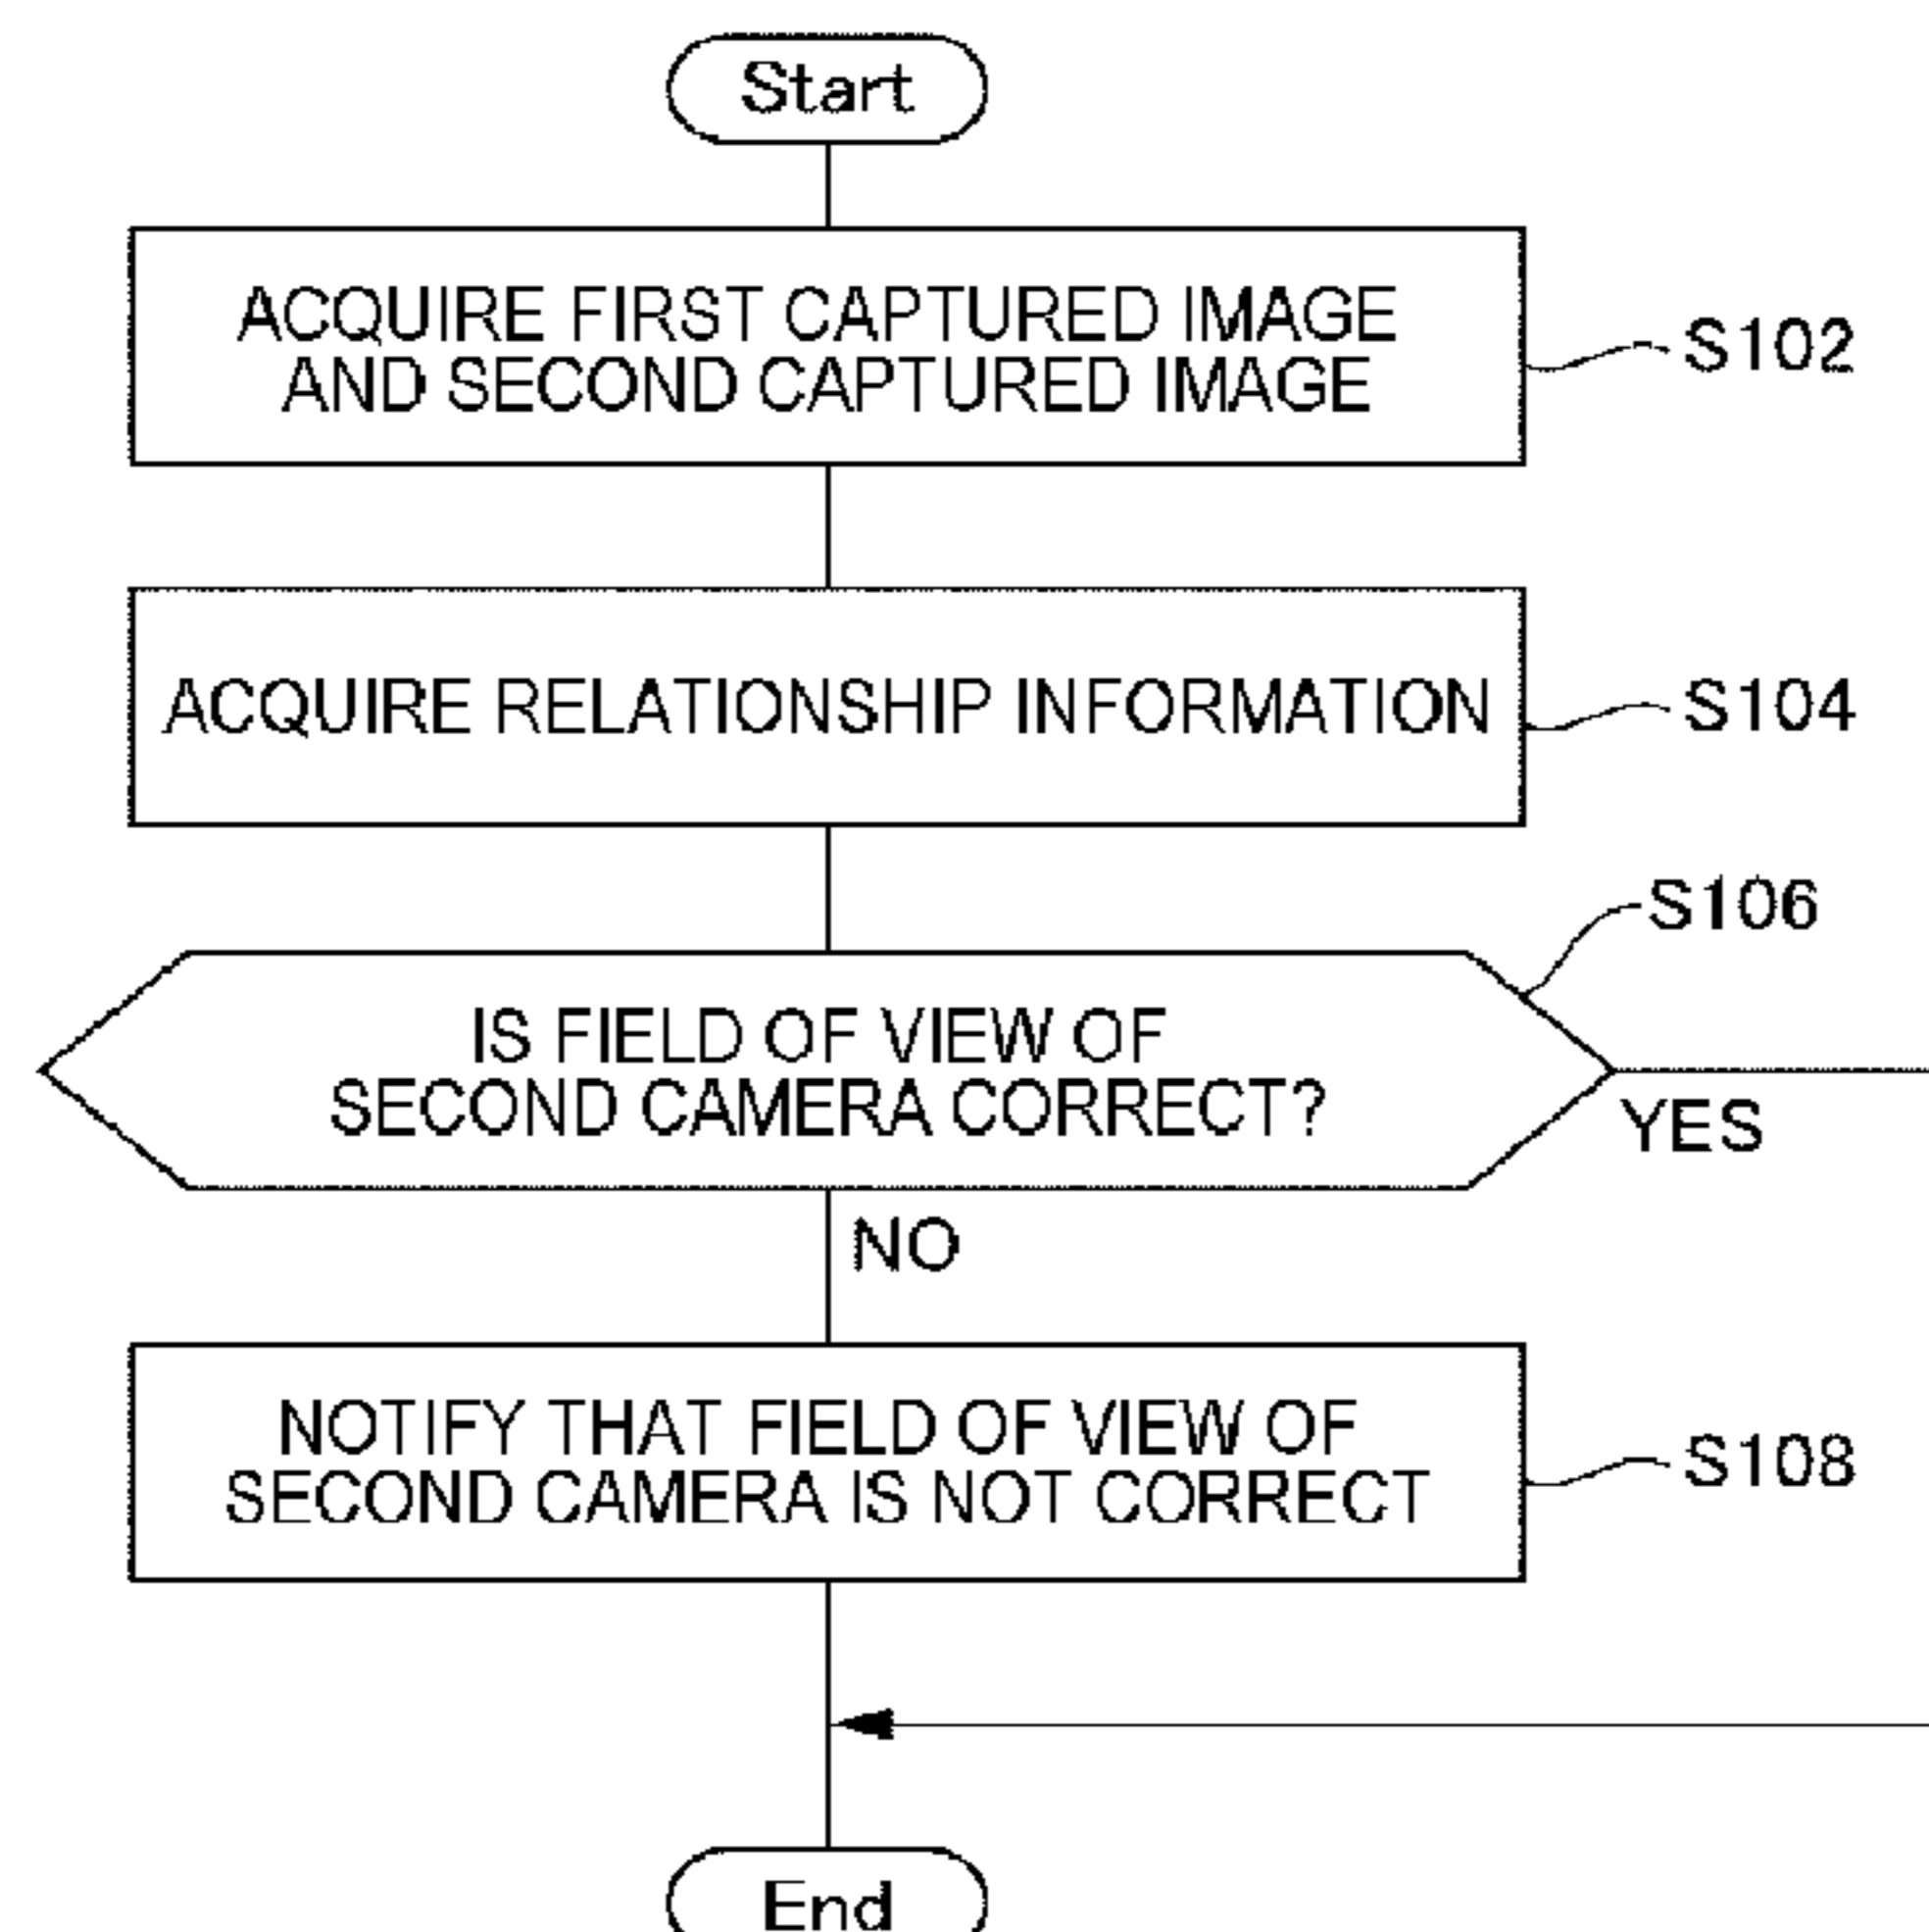 Start
ACQUIRE FIRST CAPTURED IMAGE
AND SECOND CAPTURED IMAGE
S102
ACQUIRE RELATIONSHIP INFORMATION
S104
S106
IS FIELD OF VIEW OF
SECOND CAMERA CORRECT?
YES
NO
NOTIFY THAT FIELD OF VIEW OF
SECOND CAMERA IS NOT CORRECT
S108
End